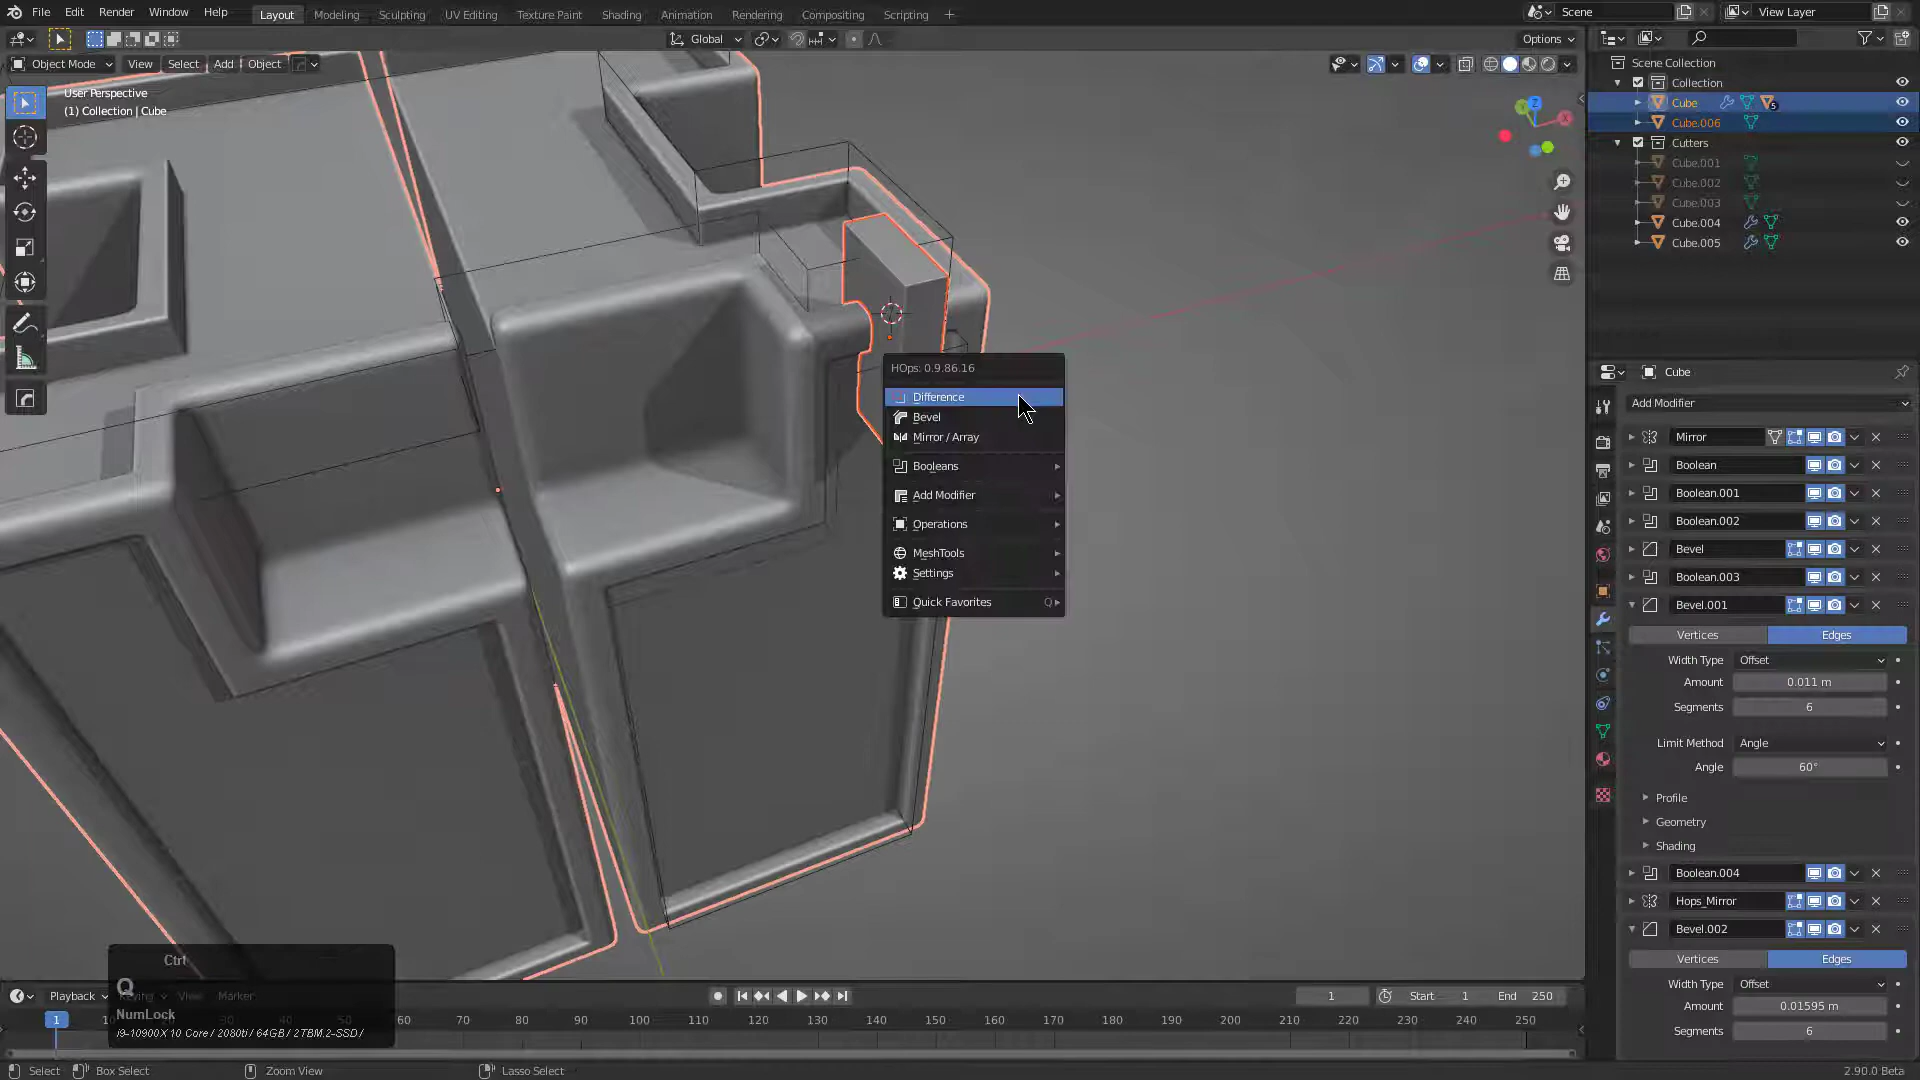 File Edit Render Window Help Layout Modeling Sculpting UV Editing Texture Paint Shading Animation Rendering Compositing Scripting Scene View Layer
Global Options
Object Mode View Select Add Object
User Perspective
(1) Collection | Cube
Z
X
Y
HOps: 0.9.86.16
Difference
Bevel
Mirror / Array
Booleans
Add Modifier
Operations
MeshTools
Settings
Quick Favorites Q
Scene Collection
Collection
Cube 5
Cube.006
Cutters
Cube.001
Cube.002
Cube.003
Cube.004
Cube.005
Cube
Add Modifier
Mirror
Boolean
Boolean.001
Boolean.002
Bevel
Boolean.003
Bevel.001
Vertices Edges
Width Type Offset
Amount 0.011 m
Segments 6
Limit Method Angle
Angle 60°
Profile
Geometry
Shading
Boolean.004
Hops_Mirror
Bevel.002
Vertices Edges
Width Type Offset
Amount 0.01595 m
Segments 6
Ctrl
Q
NumLock
i9-10900X 10 Core / 2080ti / 64GB / 2TBM.2-SSD /
Playback Keying View Marker 1 Start 1 End 250
1 60 70 80 90 100 110 120 130 140 150 160 170 180 190 200 210 220 230 240 250
Select Box Select Zoom View Lasso Select 2.90.0 Beta